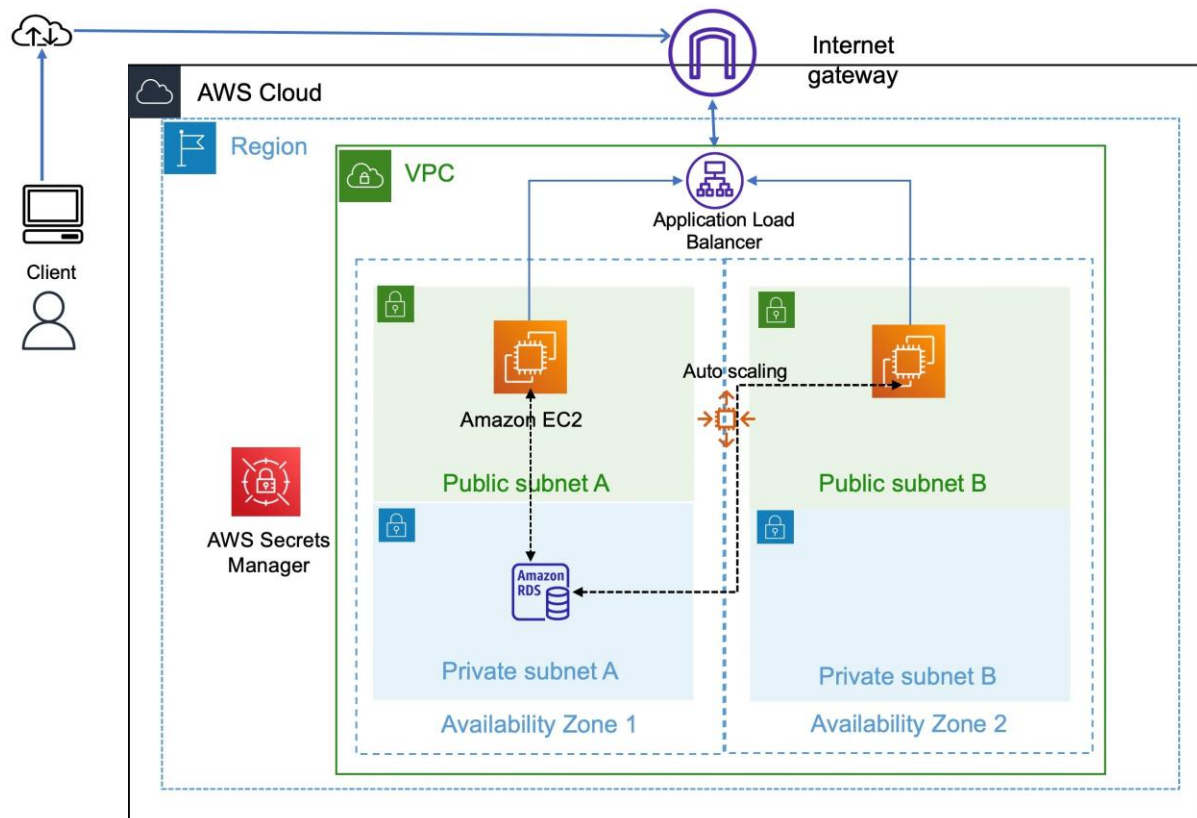 Internet
gateway
AWS Cloud
Region
VPC
Application Load
Balancer
Client
Auto scaling
Amazon EC2
Public subnet A
Public subnet B
AWS Secrets
Manager
Amazon
RDS
Private subnet A
Private subnet B
Availability Zone 1
Availability Zone 2